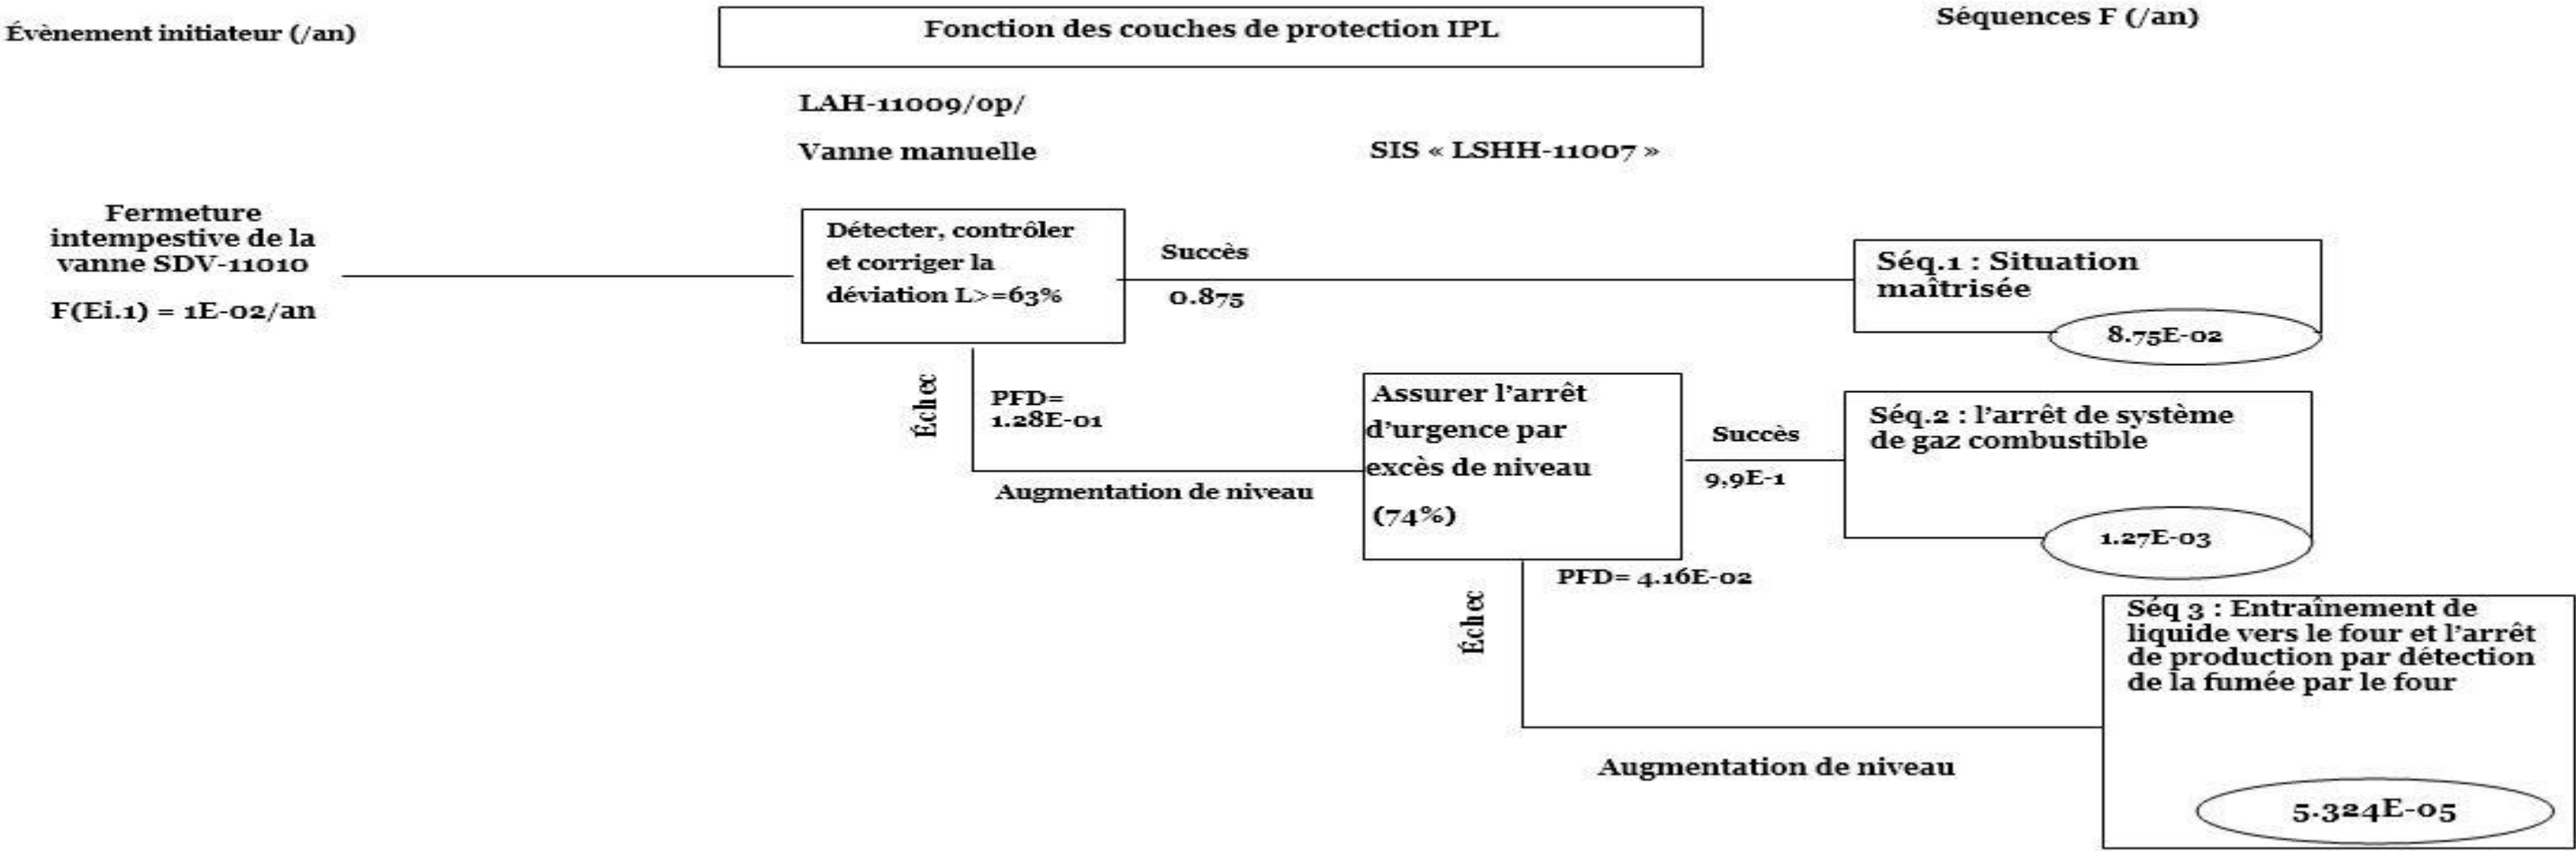 Évènement initiateur (/an)
Fonction des couches de protection IPL
Séquences F (/an)
LAH-11009/op/
Vanne manuelle
SIS « LSHH-11007 »
Fermeture
intempestive de la
vanne SDV-11010
F(Ei.1) = 1E-02/an
Détecter, contrôler
et corriger la
déviation L>=63%
Succès
0.875
Séq.1 : Situation
maîtrisée
8.75E-02
Échec
PFD=
1.28E-01
Augmentation de niveau
Assurer l’arrêt
d’urgence par
excès de niveau
(74%)
Succès
9,9E-1
Séq.2 : l’arrêt de système
de gaz combustible
1.27E-03
Échec
PFD= 4.16E-02
Augmentation de niveau
Séq 3 : Entraînement de
liquide vers le four et l’arrêt
de production par détection
de la fumée par le four
5.324E-05